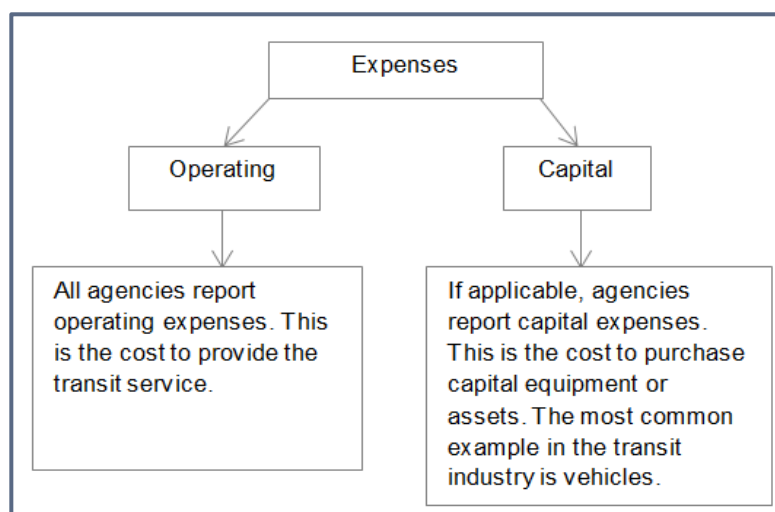 Expenses
Operating
Capital
All agencies report
operating expenses. This
is the cost to provide the
transit service.
If applicable, agencies
report capital expenses.
This is the cost to purchase
capital equipment or
assets. The most common
example in the transit
industry is vehicles.